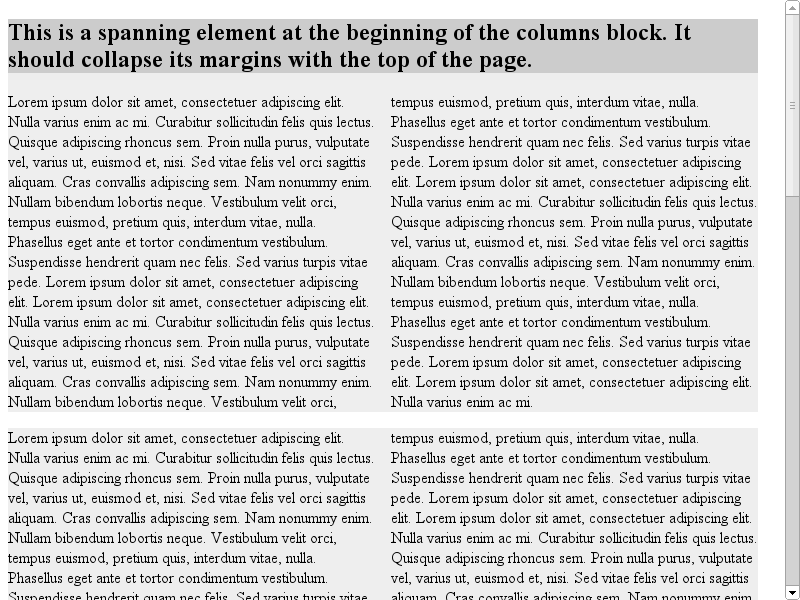 This is a spanning element at the beginning of the columns block. It
should collapse its margins with the top of the page.
Lorem ipsum dolor sit amet, consectetuer adipiscing elit.
Nulla varius enim ac mi. Curabitur sollicitudin felis quis lectus.
Quisque adipiscing rhoncus sem. Proin nulla purus, vulputate
vel, varius ut, euismod et, nisi. Sed vitae felis vel orci sagittis
aliquam. Cras convallis adipiscing sem. Nam nonummy enim.
Nullam bibendum lobortis neque. Vestibulum velit orci,
tempus euismod, pretium quis, interdum vitae, nulla.
Phasellus eget ante et tortor condimentum vestibulum.
Suspendisse hendrerit quam nec felis. Sed varius turpis vitae
pede. Lorem ipsum dolor sit amet, consectetuer adipiscing
elit. Lorem ipsum dolor sit amet, consectetuer adipiscing elit.
Nulla varius enim ac mi. Curabitur sollicitudin felis quis lectus.
Quisque adipiscing rhoncus sem. Proin nulla purus, vulputate
vel, varius ut, euismod et, nisi. Sed vitae felis vel orci sagittis
aliquam. Cras convallis adipiscing sem. Nam nonummy enim.
Nullam bibendum lobortis neque. Vestibulum velit orci,
tempus euismod, pretium quis, interdum vitae, nulla.
Phasellus eget ante et tortor condimentum vestibulum.
Suspendisse hendrerit quam nec felis. Sed varius turpis vitae
pede. Lorem ipsum dolor sit amet, consectetuer adipiscing
elit. Lorem ipsum dolor sit amet, consectetuer adipiscing elit.
Nulla varius enim ac mi. Curabitur sollicitudin felis quis lectus.
Quisque adipiscing rhoncus sem. Proin nulla purus, vulputate
vel, varius ut, euismod et, nisi. Sed vitae felis vel orci sagittis
aliquam. Cras convallis adipiscing sem. Nam nonummy enim.
Nullam bibendum lobortis neque. Vestibulum velit orci,
tempus euismod, pretium quis, interdum vitae, nulla.
Phasellus eget ante et tortor condimentum vestibulum.
Suspendisse hendrerit quam nec felis. Sed varius turpis vitae
pede. Lorem ipsum dolor sit amet, consectetuer adipiscing
elit. Lorem ipsum dolor sit amet, consectetuer adipiscing elit.
Nulla varius enim ac mi.
Lorem ipsum dolor sit amet, consectetuer adipiscing elit.
Nulla varius enim ac mi. Curabitur sollicitudin felis quis lectus.
Quisque adipiscing rhoncus sem. Proin nulla purus, vulputate
vel, varius ut, euismod et, nisi. Sed vitae felis vel orci sagittis
aliquam. Cras convallis adipiscing sem. Nam nonummy enim.
Nullam bibendum lobortis neque. Vestibulum velit orci,
tempus euismod, pretium quis, interdum vitae, nulla.
Phasellus eget ante et tortor condimentum vestibulum.
Suspendisse hendrerit quam nec felis. Sed varius turpis vitae
tempus euismod, pretium quis, interdum vitae, nulla.
Phasellus eget ante et tortor condimentum vestibulum.
Suspendisse hendrerit quam nec felis. Sed varius turpis vitae
pede. Lorem ipsum dolor sit amet, consectetuer adipiscing
elit. Lorem ipsum dolor sit amet, consectetuer adipiscing elit.
Nulla varius enim ac mi. Curabitur sollicitudin felis quis lectus.
Quisque adipiscing rhoncus sem. Proin nulla purus, vulputate
vel, varius ut, euismod et, nisi. Sed vitae felis vel orci sagittis
aliquam. Cras convallis adipiscing sem. Nam nonummy enim.